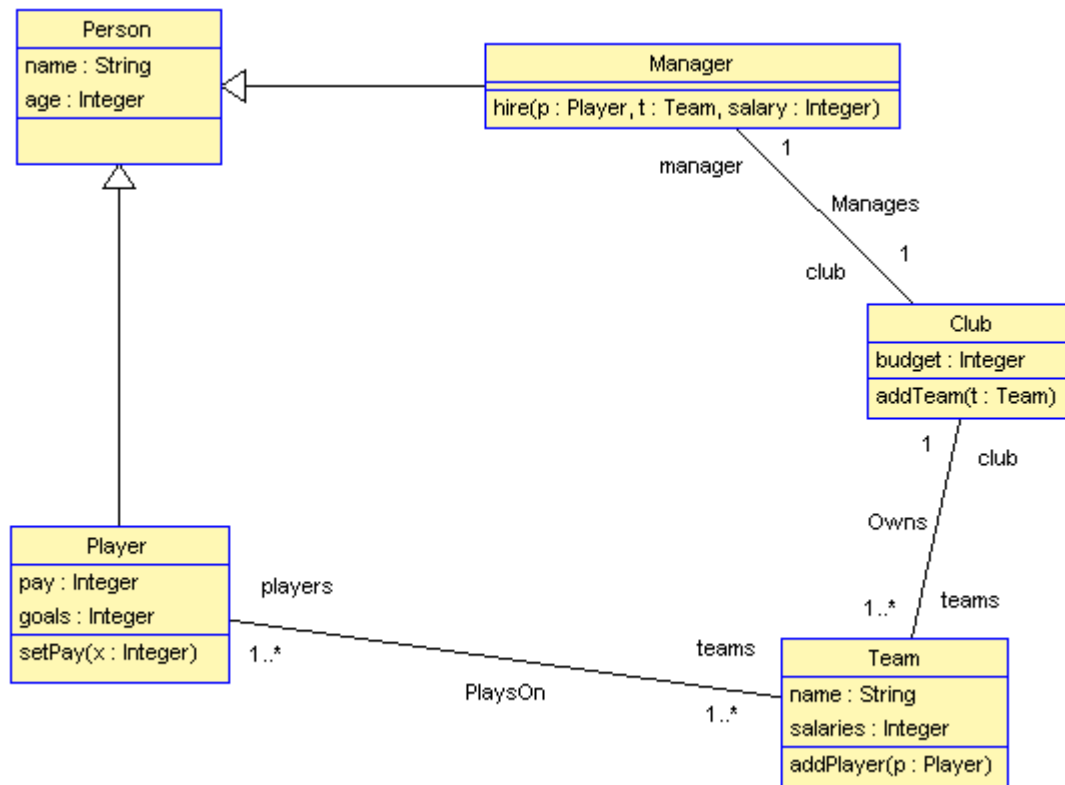 Person
name : String
age : Integer
Manager
hire(p : Player, t : Team, salary : Integer)
1
manager
Manages
1
club
Club
budget : Integer
addTeam(t : Team)
1
club
Owns
1..*
teams
Player
pay : Integer
goals : Integer
setPay(x : Integer)
players
1..*
PlaysOn
teams
1..*
Team
name : String
salaries : Integer
addPlayer(p : Player)